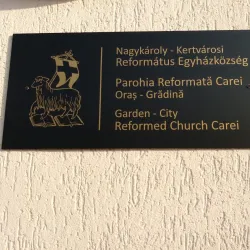 Nagykároly - Kertvárosi
Református Egyházközség
Parohia Reformată Carei
Oraș - Grădină
Garden - City
Reformed Church Carei